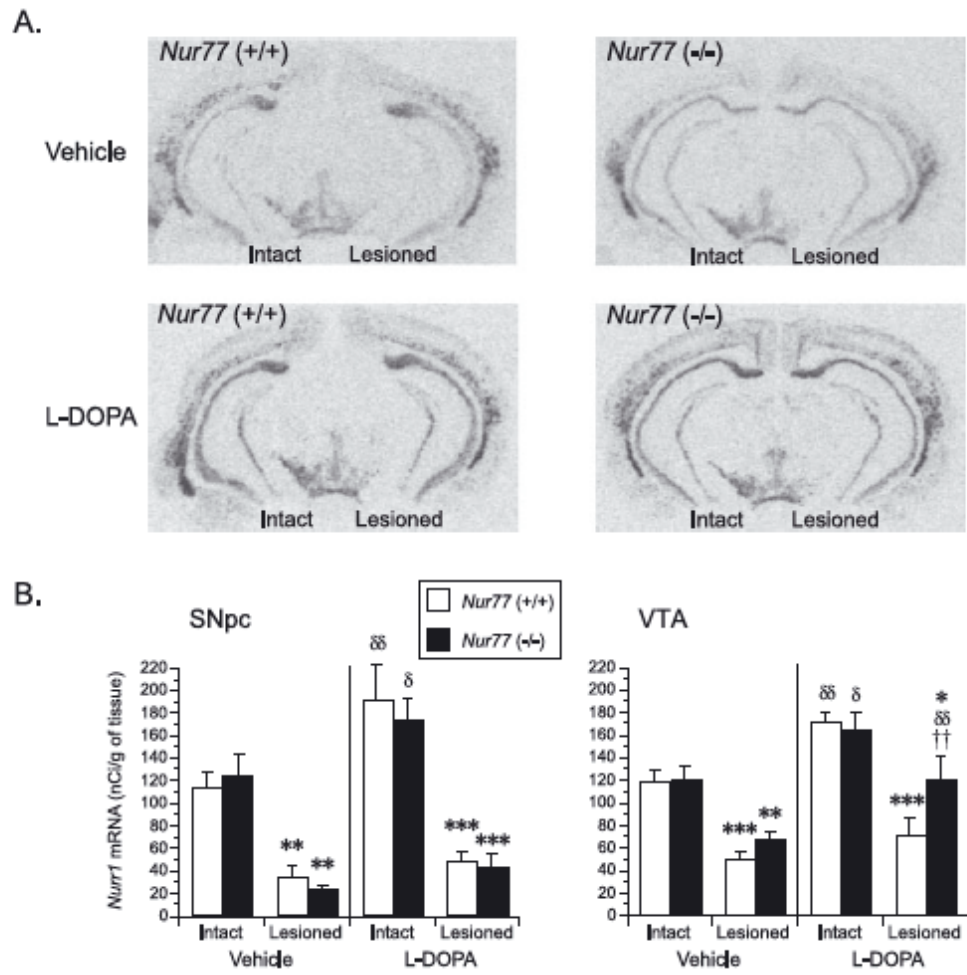 A.
Nur77 (+/+)
Nur77 (-/-)
Vehicle
Intact Lesioned
Intact Lesioned
Nur77 (+/+)
Nur77 (-/-)
L-DOPA
Intact Lesioned
Intact Lesioned
B.
SNpc
Nur77 (+/+)
Nur77 (-/-)
VTA
Nurr1 mRNA (nCi/g of tissue)
220
200
180
160
140
120
100
80
60
40
20
0
** ** δδ δ *** ***
Intact Lesioned Intact Lesioned
Vehicle L-DOPA
220
200
180
160
140
120
100
80
60
40
20
0
*** ** δδ δ *** *
δδ
††
Intact Lesioned Intact Lesioned
Vehicle L-DOPA